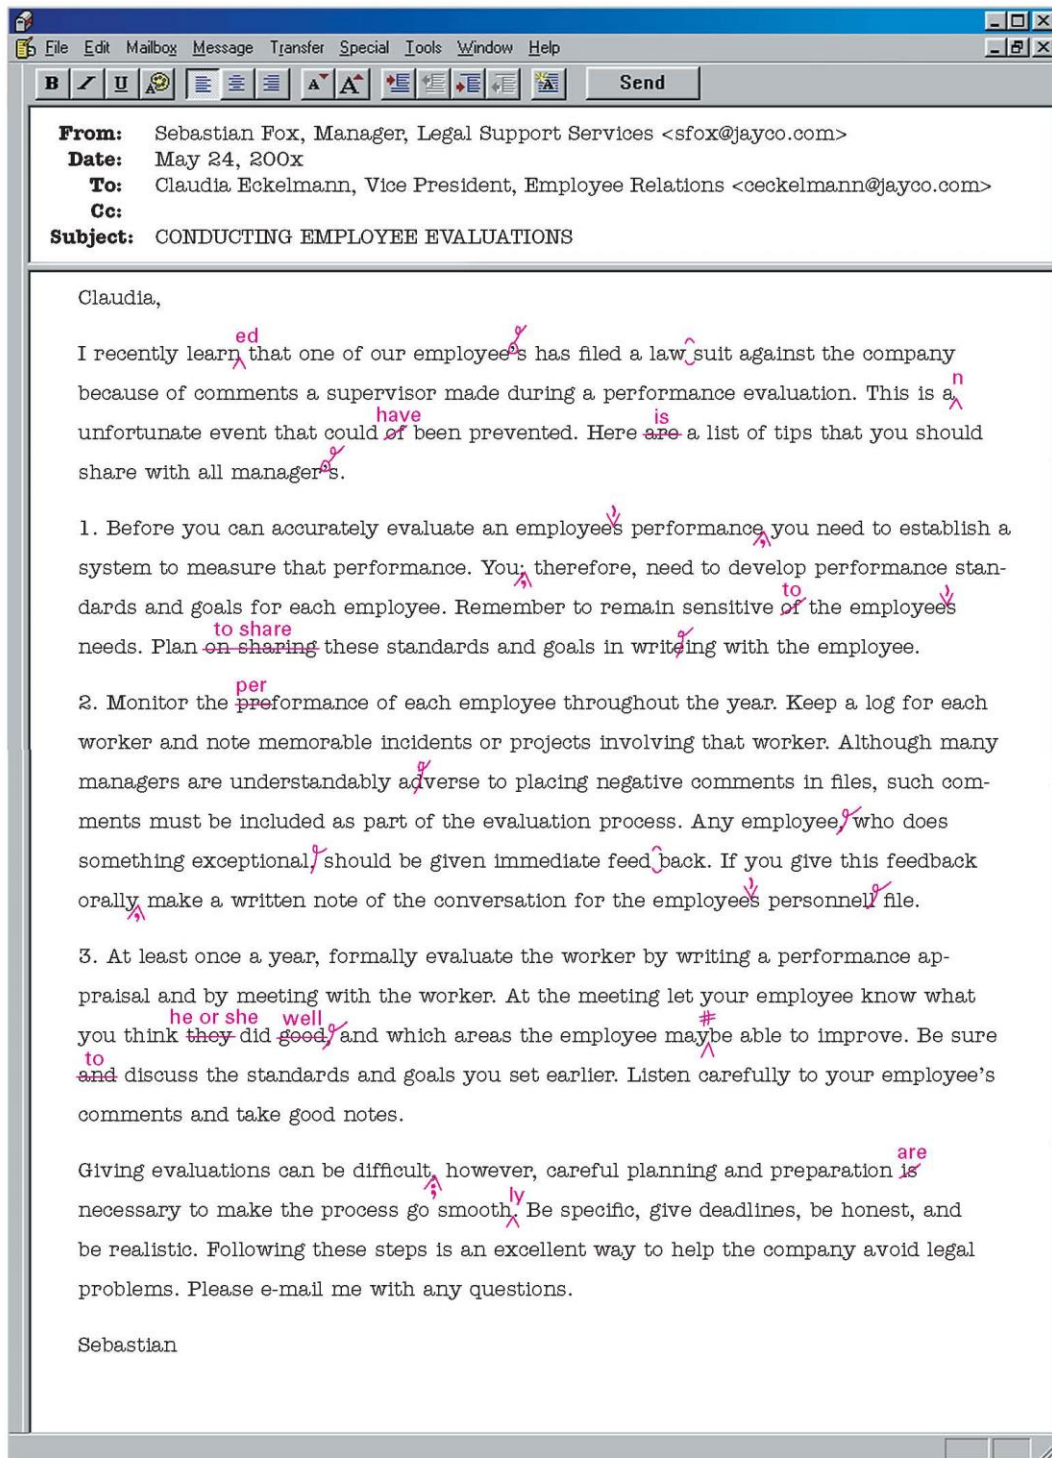 File Edit Mailbox Message Transfer Special Tools Window Help
B I U A A A A Send
From: Sebastian Fox, Manager, Legal Support Services <sfox@jayco.com>
Date: May 24, 200x
To: Claudia Eckelmann, Vice President, Employee Relations <ceckelmann@jayco.com>
Cc:
Subject: CONDUCTING EMPLOYEE EVALUATIONS
Claudia,
ed
I recently learn that one of our employee's has filed a law suit against the company
n
because of comments a supervisor made during a performance evaluation. This is a
have is
unfortunate event that could of been prevented. Here are a list of tips that you should
share with all manager's.
1. Before you can accurately evaluate an employees performance, you need to establish a
system to measure that performance. You; therefore, need to develop performance stan-
to
dards and goals for each employee. Remember to remain sensitive of the employees
to share
needs. Plan on sharing these standards and goals in writeing with the employee.
per
2. Monitor the preformance of each employee throughout the year. Keep a log for each
worker and note memorable incidents or projects involving that worker. Although many
managers are understandably adverse to placing negative comments in files, such com-
ments must be included as part of the evaluation process. Any employee, who does
something exceptional, should be given immediate feed back. If you give this feedback
orally, make a written note of the conversation for the employees personnell file.
3. At least once a year, formally evaluate the worker by writing a performance ap-
praisal and by meeting with the worker. At the meeting let your employee know what
he or she well #
you think they did good, and which areas the employee maybe able to improve. Be sure
to
and discuss the standards and goals you set earlier. Listen carefully to your employee's
comments and take good notes.
are
Giving evaluations can be difficult, however, careful planning and preparation is
; ly
necessary to make the process go smooth. Be specific, give deadlines, be honest, and
be realistic. Following these steps is an excellent way to help the company avoid legal
problems. Please e-mail me with any questions.
Sebastian